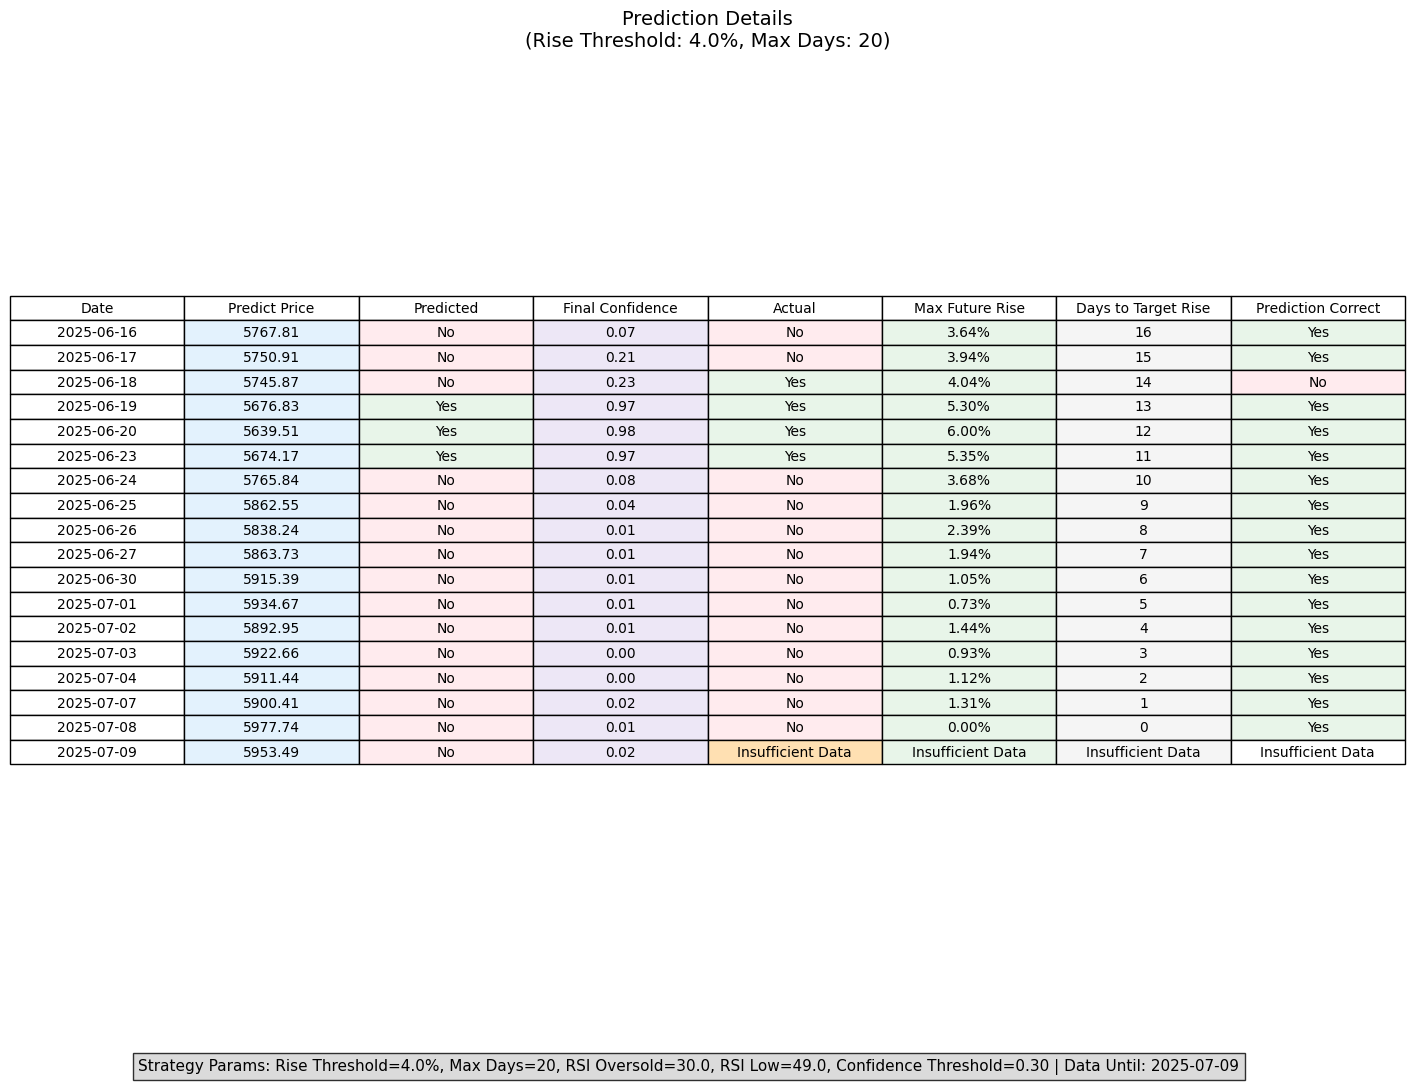 Prediction Details
(Rise Threshold: 4.0%, Max Days: 20)
Date Predict Price Predicted Final Confidence Actual Max Future Rise Days to Target Rise Prediction Correct
2025-06-16 5767.81 No 0.07 No 3.64% 16 Yes
2025-06-17 5750.91 No 0.21 No 3.94% 15 Yes
2025-06-18 5745.87 No 0.23 Yes 4.04% 14 No
2025-06-19 5676.83 Yes 0.97 Yes 5.30% 13 Yes
2025-06-20 5639.51 Yes 0.98 Yes 6.00% 12 Yes
2025-06-23 5674.17 Yes 0.97 Yes 5.35% 11 Yes
2025-06-24 5765.84 No 0.08 No 3.68% 10 Yes
2025-06-25 5862.55 No 0.04 No 1.96% 9 Yes
2025-06-26 5838.24 No 0.01 No 2.39% 8 Yes
2025-06-27 5863.73 No 0.01 No 1.94% 7 Yes
2025-06-30 5915.39 No 0.01 No 1.05% 6 Yes
2025-07-01 5934.67 No 0.01 No 0.73% 5 Yes
2025-07-02 5892.95 No 0.01 No 1.44% 4 Yes
2025-07-03 5922.66 No 0.00 No 0.93% 3 Yes
2025-07-04 5911.44 No 0.00 No 1.12% 2 Yes
2025-07-07 5900.41 No 0.02 No 1.31% 1 Yes
2025-07-08 5977.74 No 0.01 No 0.00% 0 Yes
2025-07-09 5953.49 No 0.02 Insufficient Data Insufficient Data Insufficient Data Insufficient Data
Strategy Params: Rise Threshold=4.0%, Max Days=20, RSI Oversold=30.0, RSI Low=49.0, Confidence Threshold=0.30 | Data Until: 2025-07-09